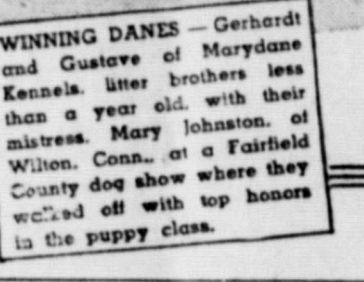 WINNING DANES — Gerhardt
and Gustave of Marydane
Kennels, litter brothers less
than a year old, with their
mistress, Mary Johnston, of
Wilton, Conn., at a Fairfield
County dog show where they
walked off with top honors
in the puppy class.